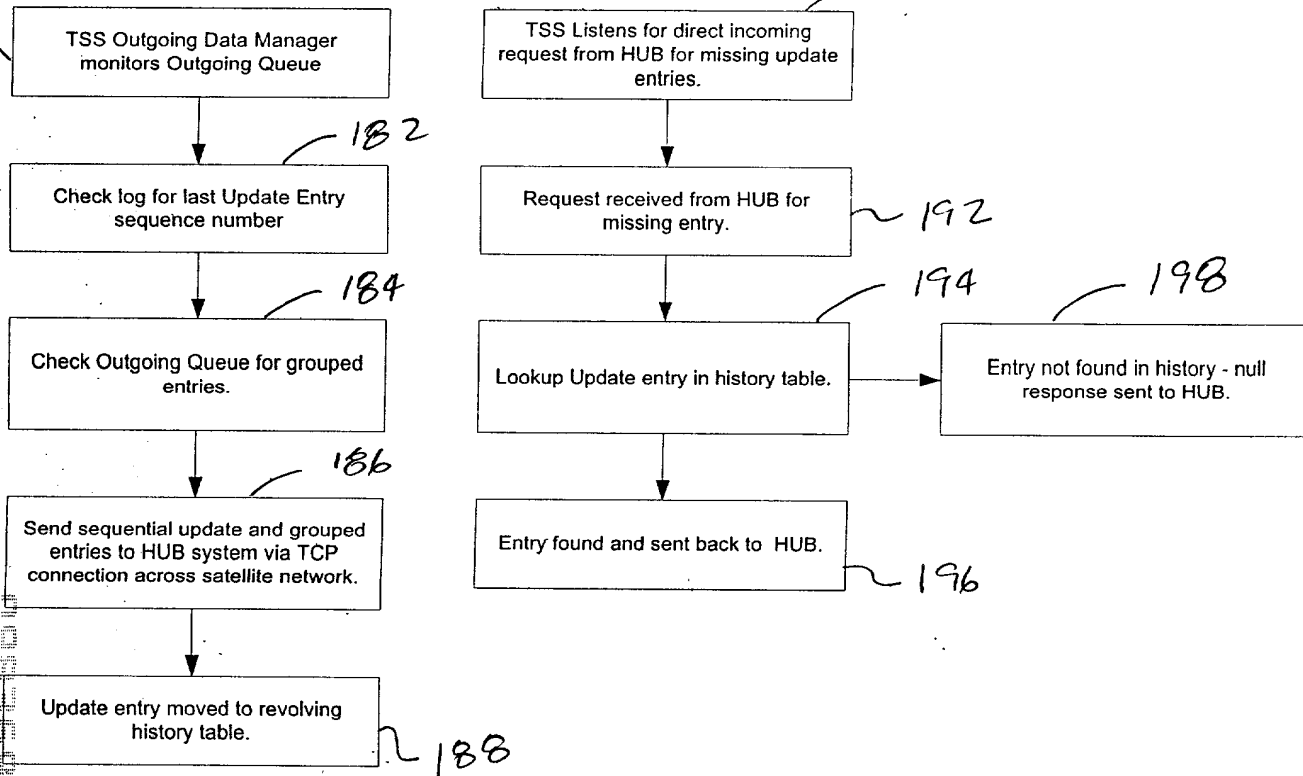 TSS Outgoing Data Manager
monitors Outgoing Queue
182
Check log for last Update Entry
sequence number
184
Check Outgoing Queue for grouped
entries.
186
Send sequential update and grouped
entries to HUB system via TCP
connection across satellite network.
Update entry moved to revolving
history table.
188
TSS Listens for direct incoming
request from HUB for missing update
entries.
Request received from HUB for
missing entry.
192
194
Lookup Update entry in history table.
198
Entry not found in history - null
response sent to HUB.
Entry found and sent back to HUB.
196